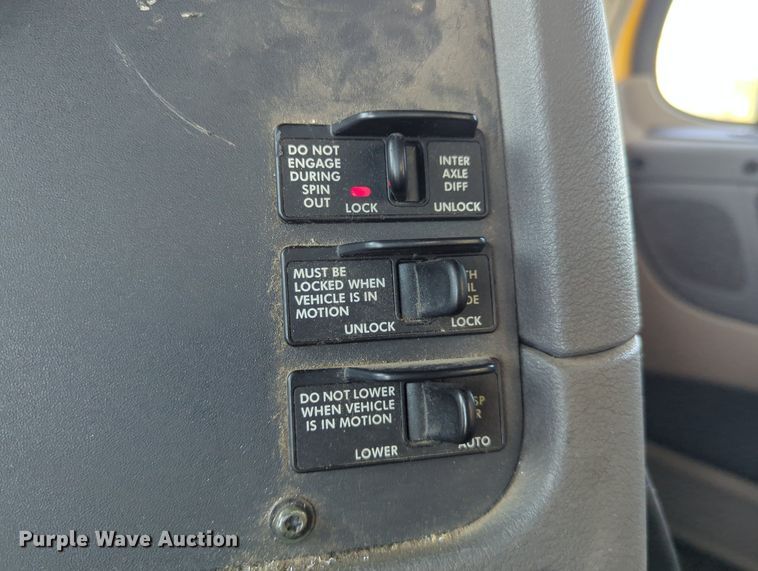 DO NOT
ENGAGE
DURING
SPIN
OUT
LOCK
INTER
AXLE
DIFF
UNLOCK
MUST BE
LOCKED WHEN
VEHICLE IS IN
MOTION
UNLOCK
LOCK
DO NOT LOWER
WHEN VEHICLE
IS IN MOTION
LOWER
AUTO
Purple Wave Auction